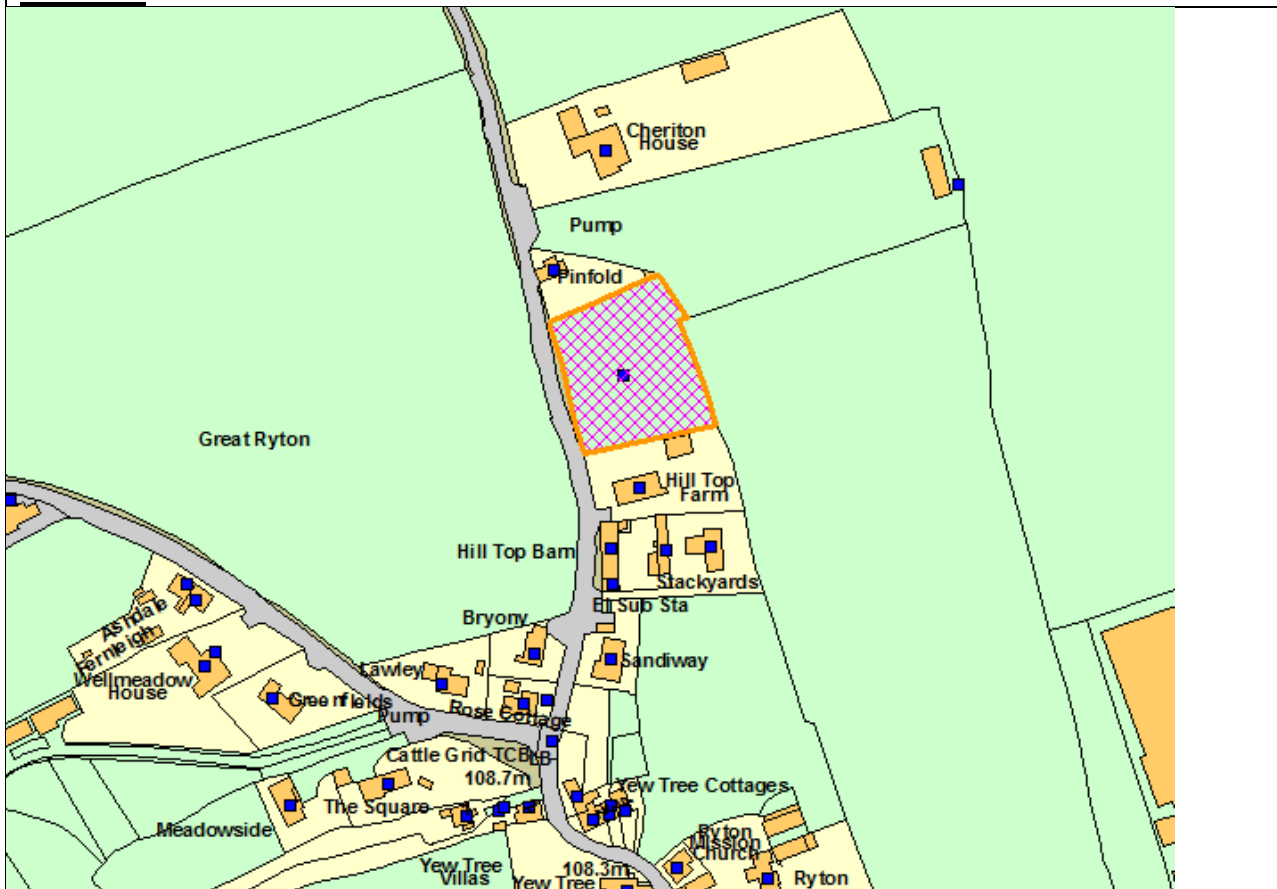 Cheriton
House
Pump
Pinfold
Great Ryton
Hill Top
Farm
Hill Top Barn
Stackyards
El Sub Sta
Bryony
Ashdale
Fernleigh
Sandiway
Lawley
Wellmeadow
House
Greenfields
Rose Cottage
Pump
Cattle Grid TCB LB
108.7m
Yew Tree Cottages
The Square
Meadowside
Ryton
Mission
Church
Yew Tree
Villas
108.3m
Yew Tree
Ryton